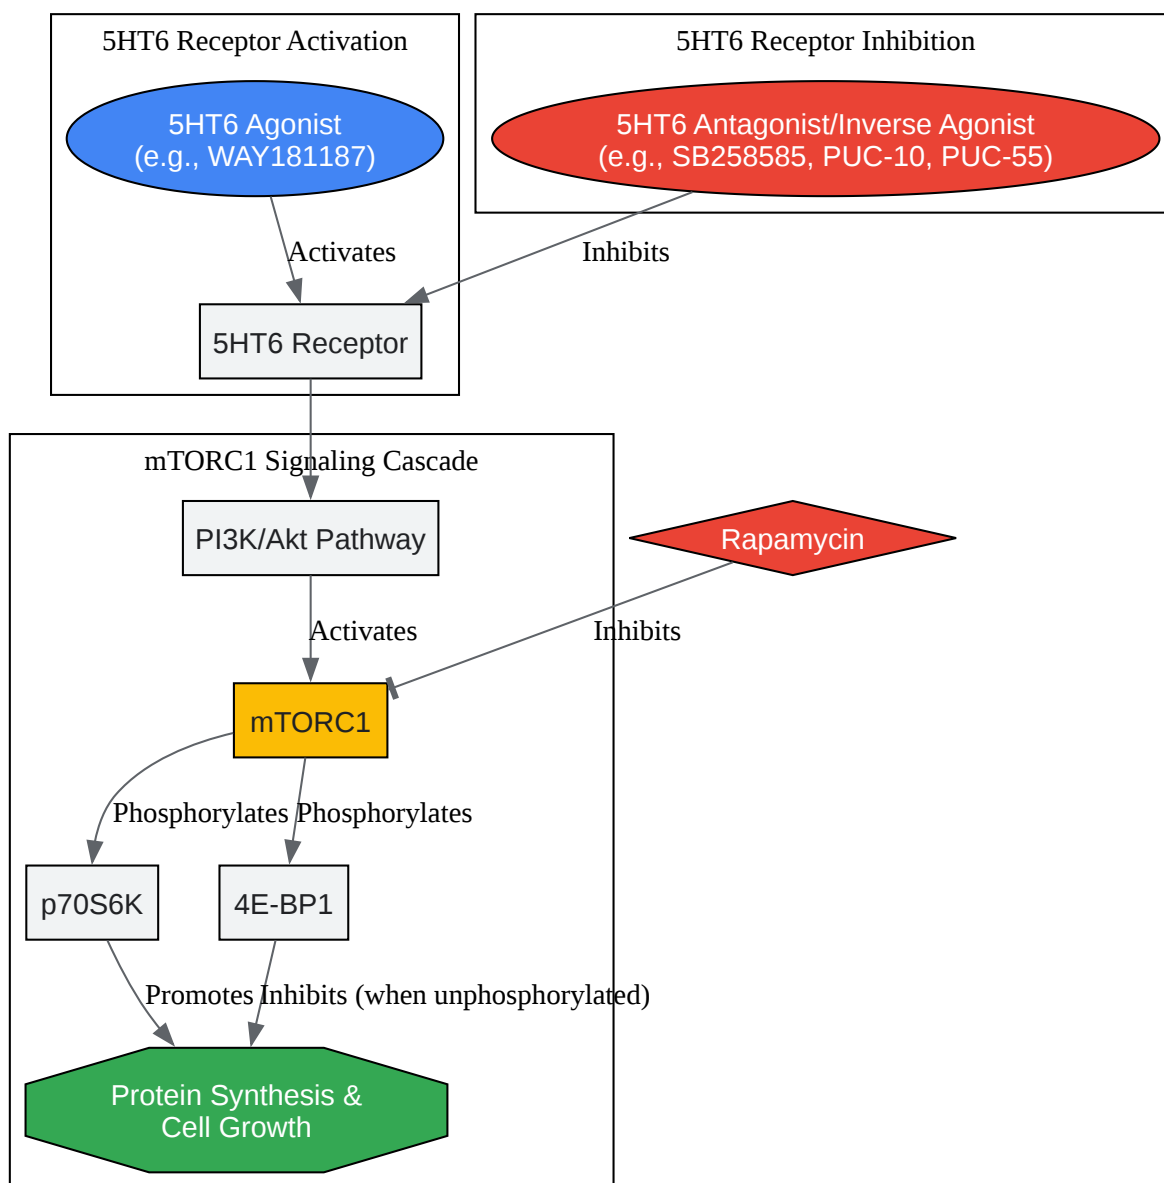 5HT6 Receptor Activation
5HT6 Receptor Inhibition
5HT6 Agonist
(e.g., WAY181187)
5HT6 Antagonist/Inverse Agonist
(e.g., SB258585, PUC-10, PUC-55)
Activates
Inhibits
5HT6 Receptor
mTORC1 Signaling Cascade
PI3K/Akt Pathway
Rapamycin
Activates
Inhibits
mTORC1
Phosphorylates
Phosphorylates
p70S6K
4E-BP1
Promotes
Inhibits (when unphosphorylated)
Protein Synthesis &
Cell Growth